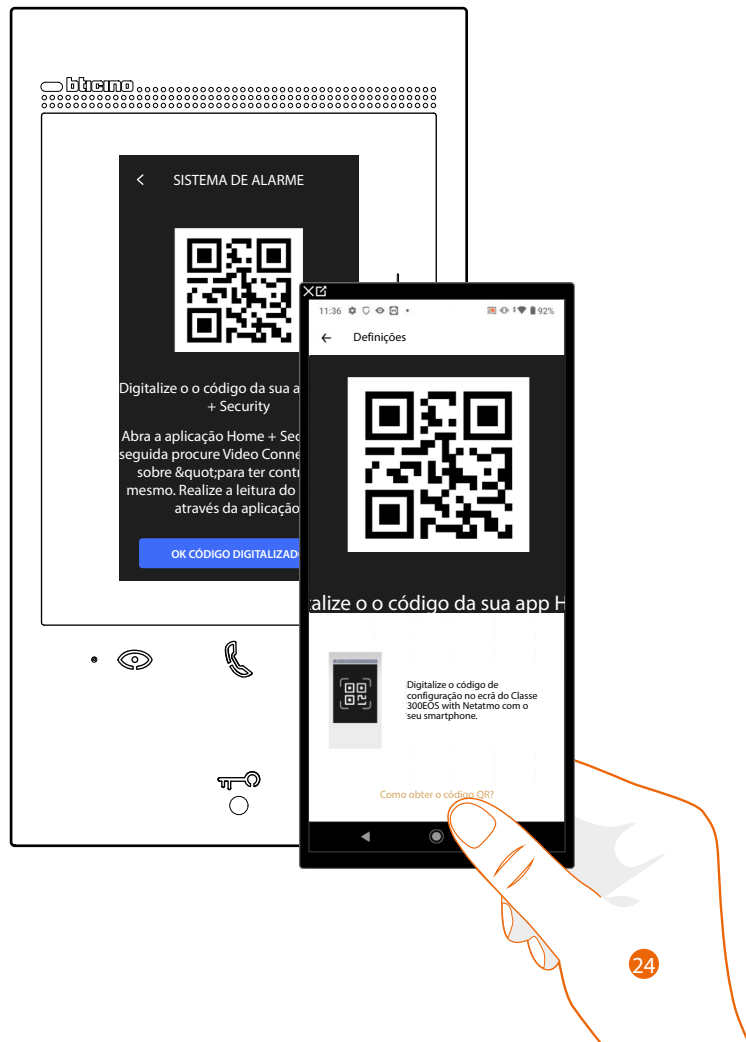 bticino
SISTEMA DE ALARME
Digitalize o o código da sua a
+ Security
Abra a aplicação Home + Sec
seguida procure Video Conne
sobre &quot;para ter contr
mesmo. Realize a leitura do
através da aplicação
OK CÓDIGO DIGITALIZAD
11:36
92%
Definições
alize o o código da sua app H
Digitalize o código de
configuração no ecrã do Classe
300EOS with Netatmo com o
seu smartphone.
Como obter o código QR?
24